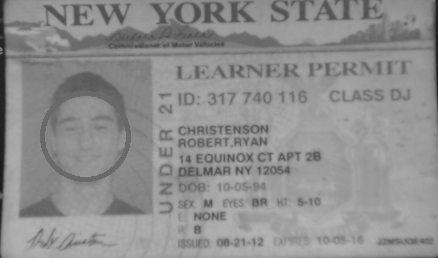 NEW YORK STATE
Commissioner of Motor Vehicles
LEARNER PERMIT
ID: 317 740 116 CLASS DJ
UNDER 21
CHRISTENSON
ROBERT,RYAN
14 EQUINOX CT APT 2B
DELMAR NY 12054
DOB: 10-05-94
SEX M EYES BR HT: 5-10
E: NONE
R: B
ISSUED: 06-21-12 EXPIRES: 10-05-16